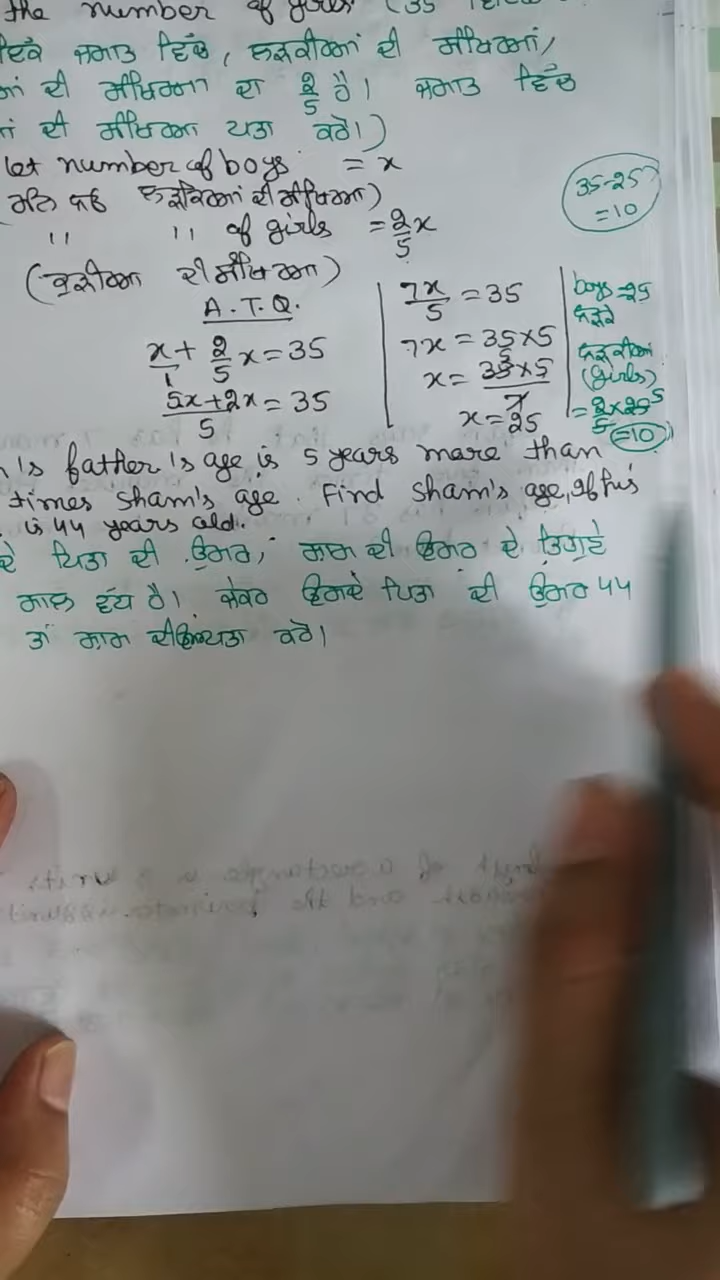 the number of girls. (35
ਇੱਕ ਜਮਾਤ ਵਿੱਚ, ਲੜਕੀਆਂ ਦੀ ਸੰਖਿਆ,
ਦੀ ਸੰਖਿਆ ਦਾ 2/5 ਹੈ। ਜਮਾਤ ਵਿੱਚ
ਦੀ ਸੰਖਿਆ ਪਤਾ ਕਰੋ।)
let number of boys = x
ਮੰਨ ਲਉ ਲੜਕਿਆਂ ਦੀ ਸੰਖਿਆ)
" " of girls = 2/5 x
(ਕੁੜੀਆਂ ਦੀ ਸੰਖਿਆ)
A.T.Q.
x/1 + 2/5 x = 35
5x+2x/5 = 35
7x/5 = 35
7x = 35×5
x = 35×5/7
x = 25
35-25
=10
boys = 25
ਲੜਕੇ
ਲੜਕੀਆਂ
(girls)
= 2/5 × 25 5
=10
's father's age is 5 years more than
times Sham's age. Find Sham's age, if his
is 44 years old.
ਦੇ ਪਿਤਾ ਦੀ ਉਮਰ, ਸ਼ਾਮ ਦੀ ਉਮਰ ਦੇ ਤਿਗੁਣੇ
ਸਾਲ ਵੱਧ ਹੈ। ਜੇਕਰ ਉਸਦੇ ਪਿਤਾ ਦੀ ਉਮਰ 44
ਤਾਂ ਸ਼ਾਮ ਦੀ ਉਮਰ ਪਤਾ ਕਰੋ।